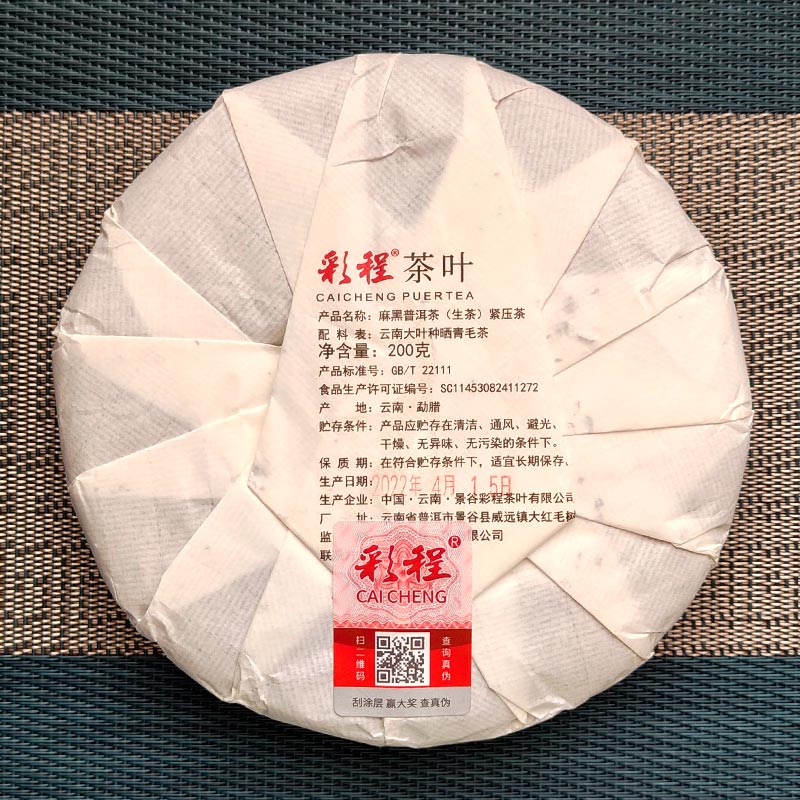 彩程® 茶叶
CAICHENG PUERTEA
产品名称：麻黑普洱茶（生茶）紧压茶
配 料 表：云南大叶种晒青毛茶
净含量：200克
产品标准号：GB/T 22111
食品生产许可证编号：SC11453082411272
产 地：云南·勐腊
贮存条件：产品应贮存在清洁、通风、避光、
干燥、无异味、无污染的条件下。
保 质 期：在符合贮存条件下，适宜长期保存、
生产日期：2022年 4月 1 5日
生产企业：中国·云南·景谷彩程茶叶有限公司
厂 址：云南省普洱市景谷县威远镇大红毛树
监 限公司
联
彩程®
CAI CHENG
扫二维码
查询真伪
刮涂层 赢大奖 查真伪